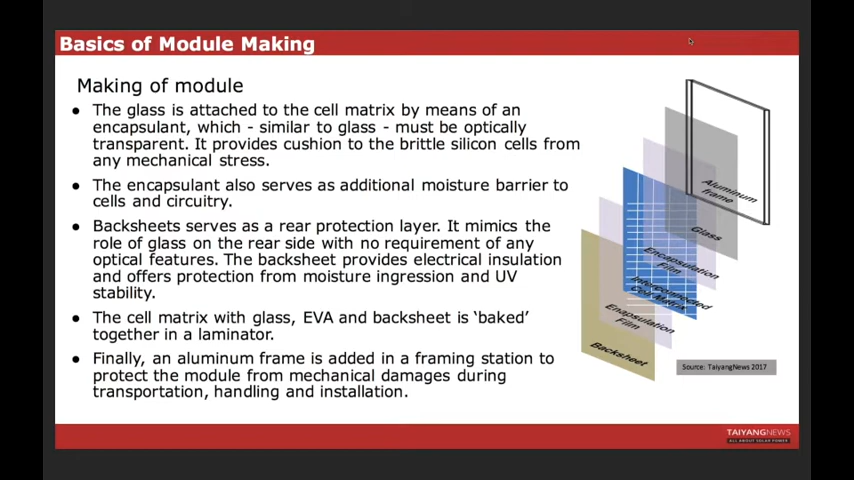 Basics of Module Making
Making of module
● The glass is attached to the cell matrix by means of an
encapsulant, which - similar to glass - must be optically
transparent. It provides cushion to the brittle silicon cells from
any mechanical stress.
● The encapsulant also serves as additional moisture barrier to
cells and circuitry.
● Backsheets serves as a rear protection layer. It mimics the
role of glass on the rear side with no requirement of any
optical features. The backsheet provides electrical insulation
and offers protection from moisture ingression and UV
stability.
● The cell matrix with glass, EVA and backsheet is ‘baked’
together in a laminator.
● Finally, an aluminum frame is added in a framing station to
protect the module from mechanical damages during
transportation, handling and installation.
Aluminum
frame
Glass
Encapsulation
Film
Interconnected
Cell Matrix
Enapsulation
Film
Backsheet
Source: TaiyangNews 2017
TAIYANGNEWS
ALL ABOUT SOLAR POWER